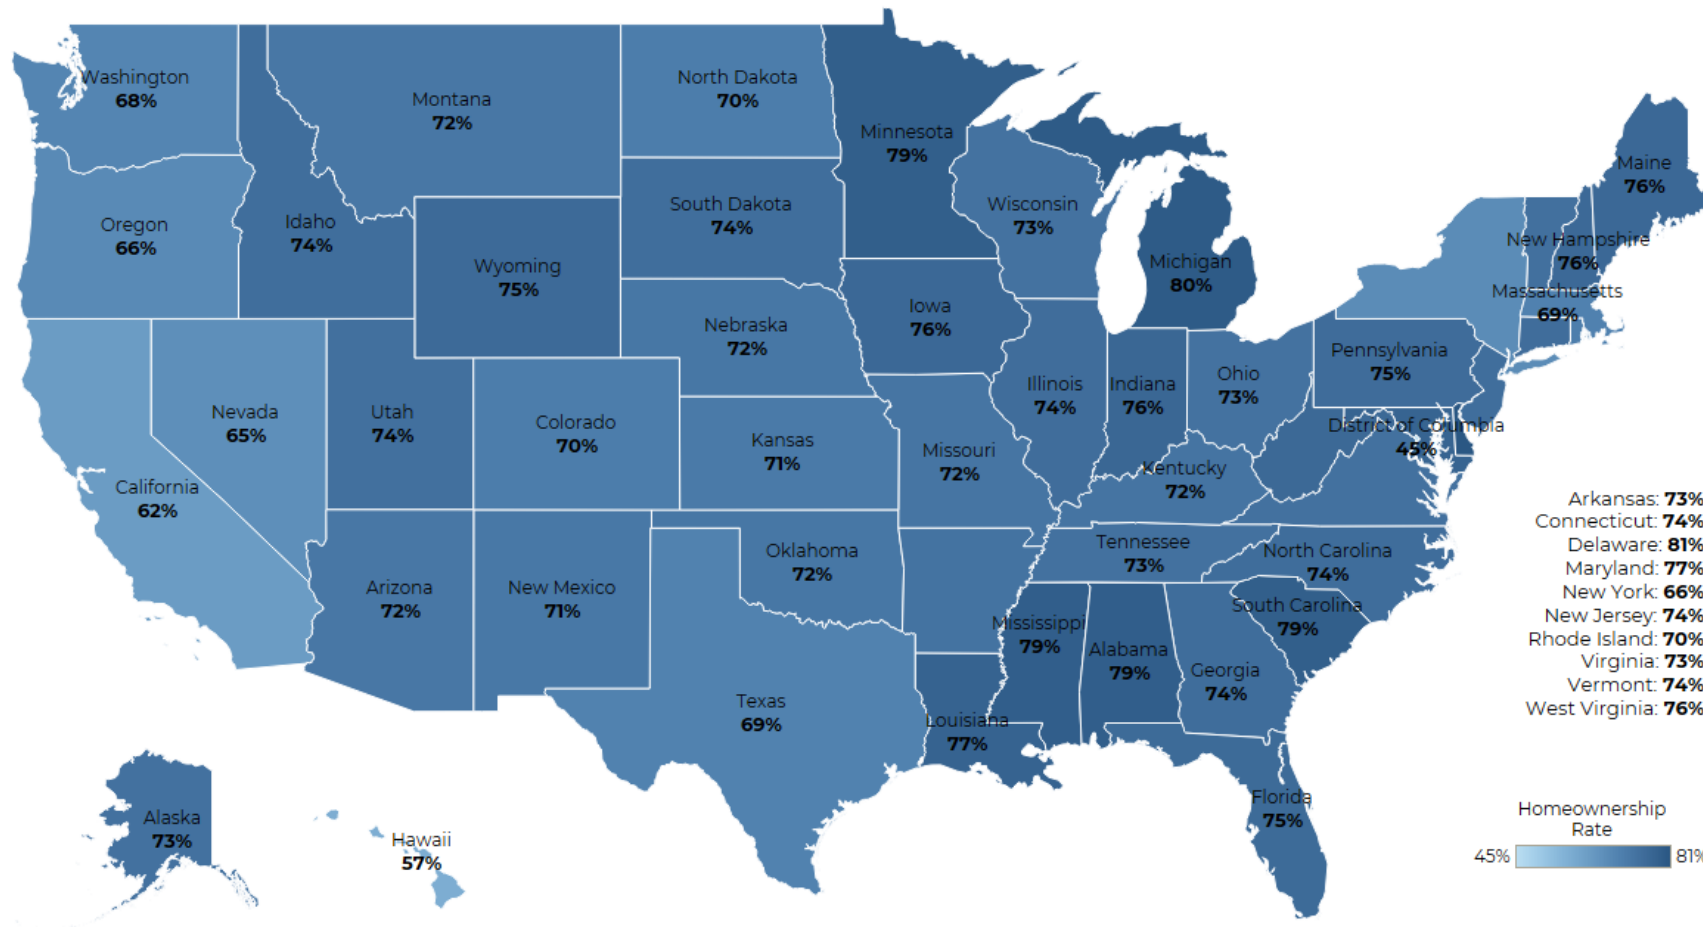 Washington
68%
Montana
72%
North Dakota
70%
Minnesota
79%
Maine
76%
Oregon
66%
Idaho
74%
South Dakota
74%
Wisconsin
73%
New Hampshire
76%
Wyoming
75%
Michigan
80%
Massachusetts
69%
Nebraska
72%
Iowa
76%
Pennsylvania
75%
Nevada
65%
Utah
74%
Colorado
70%
Illinois
74%
Indiana
76%
Ohio
73%
District of Columbia
45%
California
62%
Kansas
71%
Missouri
72%
Kentucky
72%
Arkansas: 73%
Connecticut: 74%
Delaware: 81%
Maryland: 77%
New York: 66%
New Jersey: 74%
Rhode Island: 70%
Virginia: 73%
Vermont: 74%
West Virginia: 76%
Arizona
72%
New Mexico
71%
Oklahoma
72%
Tennessee
73%
North Carolina
74%
South Carolina
79%
Mississippi
79%
Alabama
79%
Georgia
74%
Texas
69%
Louisiana
77%
Florida
75%
Alaska
73%
Hawaii
57%
Homeownership
Rate
45% 81%